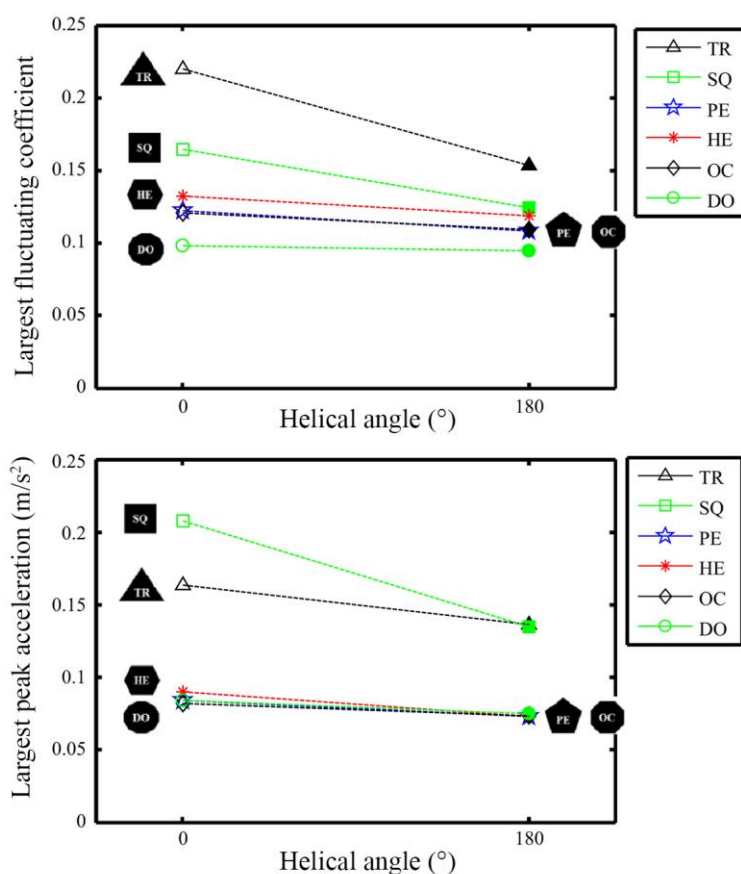 Largest fluctuating coefficient
0.25
0.2
0.15
0.1
0.05
0
TR
SQ
HE
DO
PE
OC
0
180
Helical angle (°)
TR
SQ
PE
HE
OC
DO
Largest peak acceleration (m/s²)
0.25
0.2
0.15
0.1
0.05
0
SQ
TR
HE
DO
PE
OC
0
180
Helical angle (°)
TR
SQ
PE
HE
OC
DO